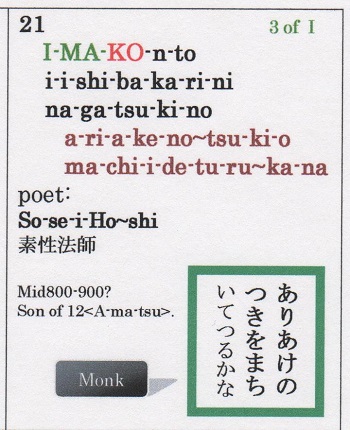 21
3 of I
I-MA-KO-n-to
i-i-shi-ba-ka-ri-ni
na-ga-tsu-ki-no
a-ri-a-ke-no~tsu-ki-o
ma-chi-i-de-tu-ru~ka-na
poet:
So-se-i-Ho~shi
素性法師
Mid800-900?
Son of 12<A-ma-tsu>.
Monk
ありあけの
つきをまち
いてつるかな